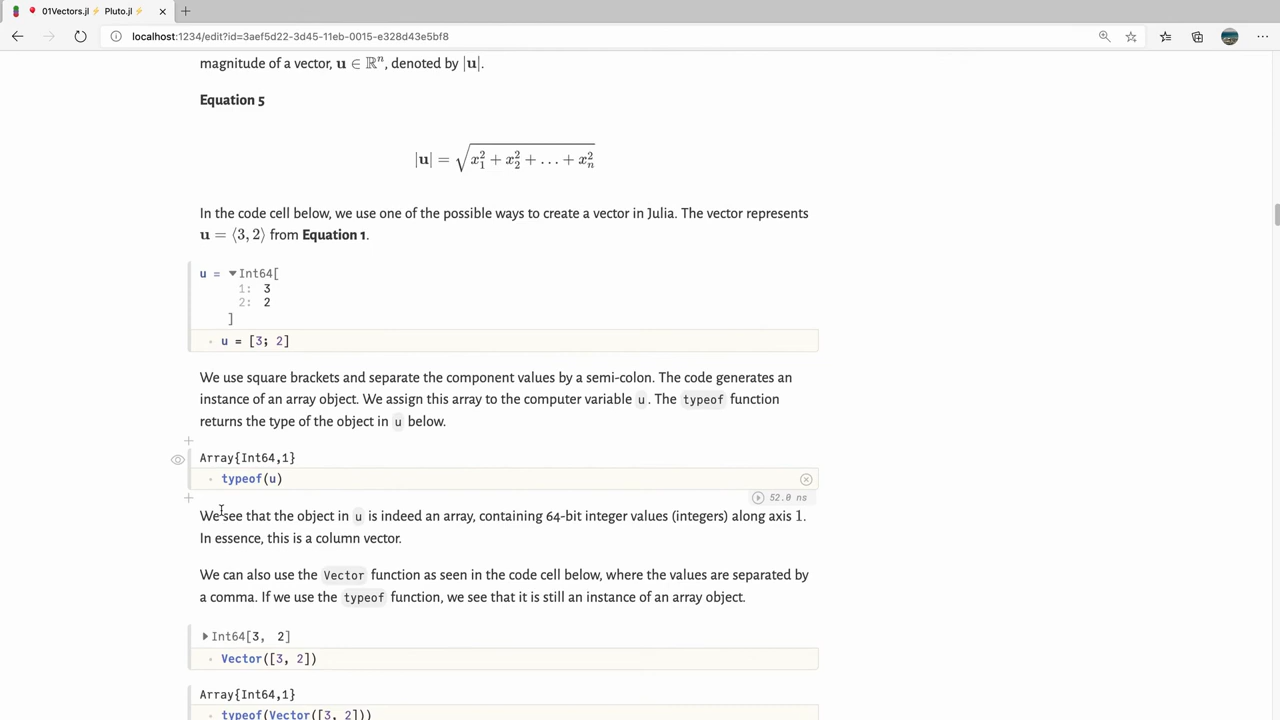 01Vectors.jl ⚡ Pluto.jl ⚡
localhost:1234/edit?id=3aef5d22-3d45-11eb-0015-e328d43e5bf8
magnitude of a vector, u ∈ ℝⁿ, denoted by |u|.
Equation 5
|u| = √(x₁² + x₂² + … + xₙ²)
In the code cell below, we use one of the possible ways to create a vector in Julia. The vector represents
u = ⟨3, 2⟩ from Equation 1.
u = ▼Int64[
1: 3
2: 2
]
u = [3; 2]
We use square brackets and separate the component values by a semi-colon. The code generates an
instance of an array object. We assign this array to the computer variable u. The typeof function
returns the type of the object in u below.
Array{Int64,1}
typeof(u)
52.0 ns
We see that the object in u is indeed an array, containing 64-bit integer values (integers) along axis 1.
In essence, this is a column vector.
We can also use the Vector function as seen in the code cell below, where the values are separated by
a comma. If we use the typeof function, we see that it is still an instance of an array object.
▶Int64[3, 2]
Vector([3, 2])
Array{Int64,1}
typeof(Vector([3, 2]))